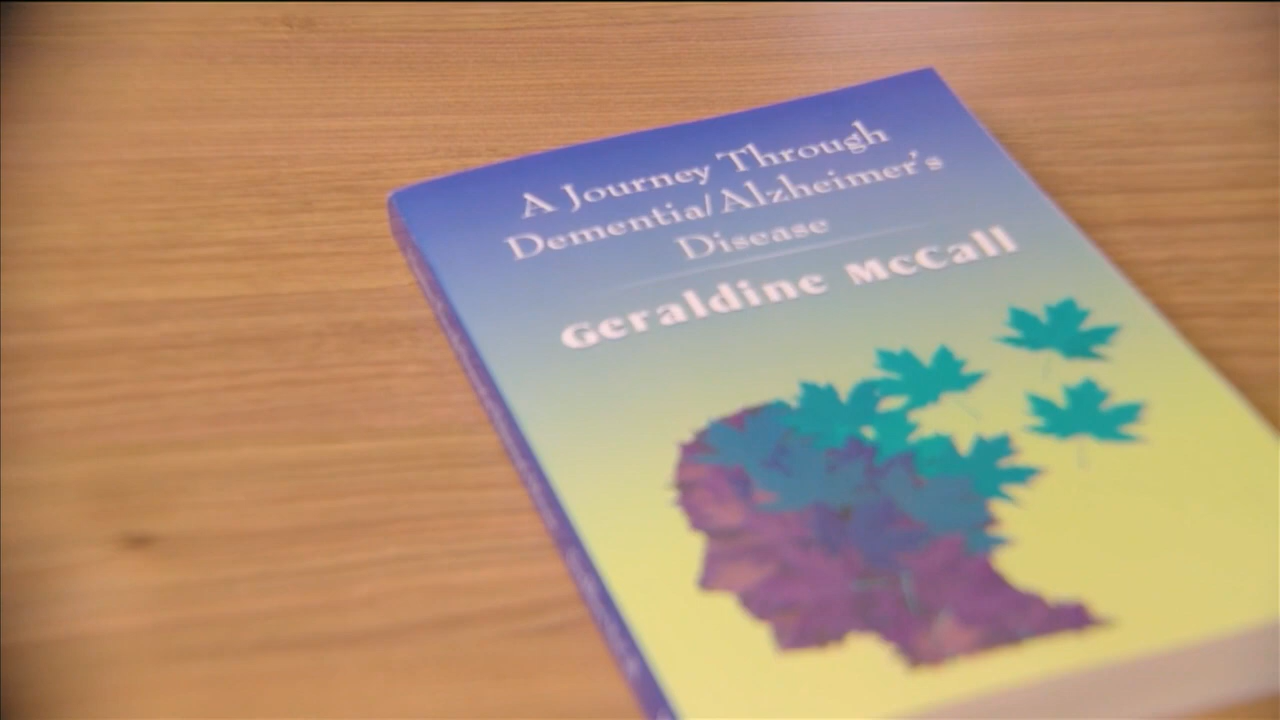 A Journey Through
Dementia/Alzheimer's
Disease
Geraldine McCall